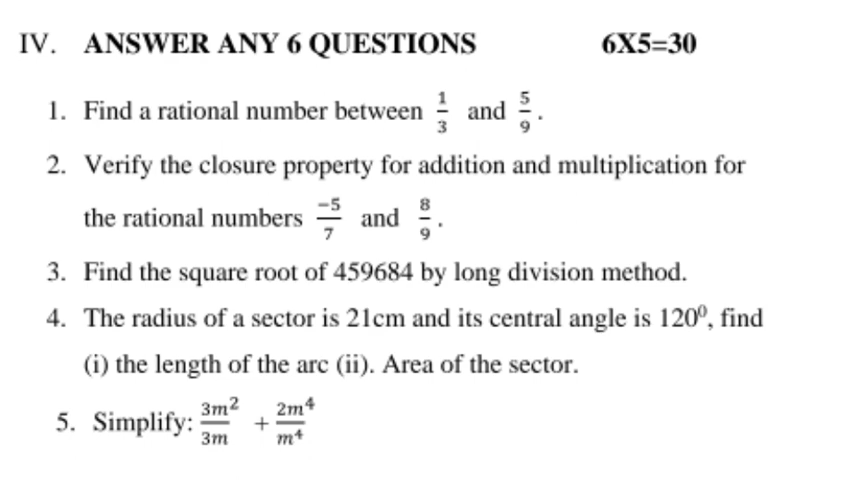 IV. ANSWER ANY 6 QUESTIONS 6X5=30
1. Find a rational number between 1/3 and 5/9.
2. Verify the closure property for addition and multiplication for
the rational numbers -5/7 and 8/9.
3. Find the square root of 459684 by long division method.
4. The radius of a sector is 21cm and its central angle is 120⁰, find
(i) the length of the arc (ii). Area of the sector.
5. Simplify: 3m²/3m + 2m⁴/m⁴